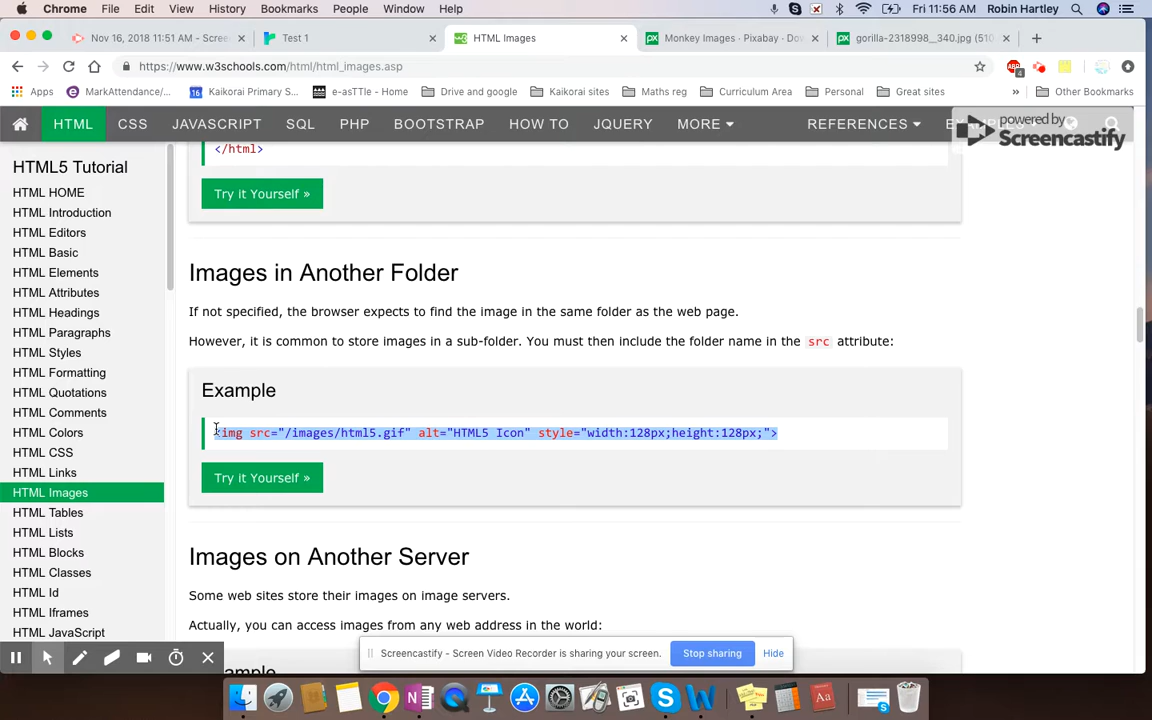 Chrome File Edit View History Bookmarks People Window Help Fri 11:56 AM Robin Hartley
Nov 16, 2018 11:51 AM - Screen × Test 1 × HTML Images × Monkey Images · Pixabay · Do × gorilla-2318998__340.jpg (510 × +
https://www.w3schools.com/html/html_images.asp
Apps MarkAttendance/... Kaikorai Primary S... e-asTTle - Home Drive and google Kaikorai sites Maths reg Curriculum Area Personal Great sites » Other Bookmarks
HTML CSS JAVASCRIPT SQL PHP BOOTSTRAP HOW TO JQUERY MORE REFERENCES
powered by
Screencastify
HTML5 Tutorial
HTML HOME
HTML Introduction
HTML Editors
HTML Basic
HTML Elements
HTML Attributes
HTML Headings
HTML Paragraphs
HTML Styles
HTML Formatting
HTML Quotations
HTML Comments
HTML Colors
HTML CSS
HTML Links
HTML Images
HTML Tables
HTML Lists
HTML Blocks
HTML Classes
HTML Id
HTML Iframes
HTML JavaScript
</html>
Try it Yourself »
Images in Another Folder
If not specified, the browser expects to find the image in the same folder as the web page.
However, it is common to store images in a sub-folder. You must then include the folder name in the src attribute:
Example
<img src="/images/html5.gif" alt="HTML5 Icon" style="width:128px;height:128px;">
Try it Yourself »
Images on Another Server
Some web sites store their images on image servers.
Actually, you can access images from any web address in the world:
Screencastify - Screen Video Recorder is sharing your screen. Stop sharing Hide